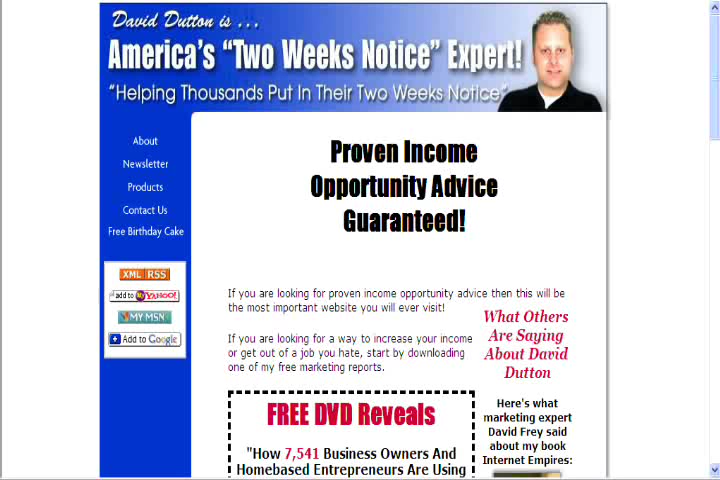 David Dutton is ...
America's "Two Weeks Notice" Expert!
"Helping Thousands Put In Their Two Weeks Notice"
About
Newsletter
Products
Contact Us
Free Birthday Cake
XML RSS
add to MY YAHOO!
MY MSN
Add to Google
Proven Income
Opportunity Advice
Guaranteed!
If you are looking for proven income opportunity advice then this will be
the most important website you will ever visit!
If you are looking for a way to increase your income
or get out of a job you hate, start by downloading
one of my free marketing reports.
FREE DVD Reveals
"How 7,541 Business Owners And
Homebased Entrepreneurs Are Using
What Others
Are Saying
About David
Dutton
Here's what
marketing expert
David Frey said
about my book
Internet Empires: